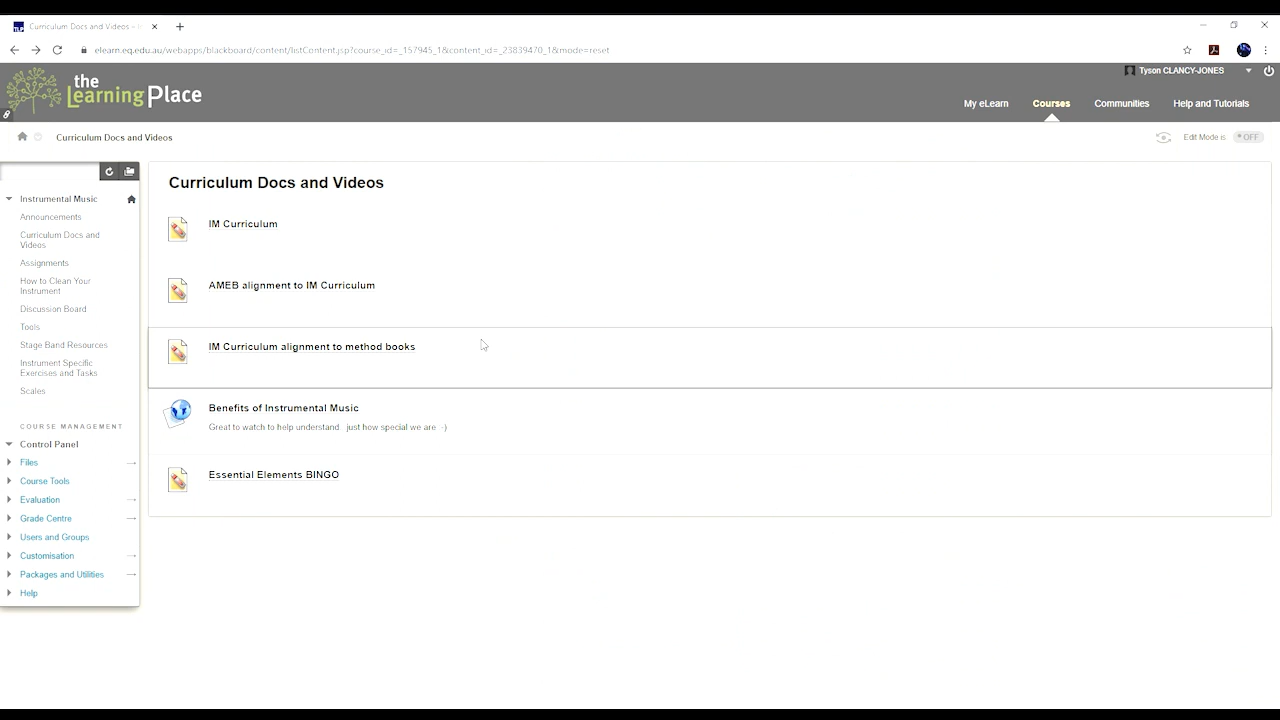 Curriculum Docs and Videos –
elearn.eq.edu.au/webapps/blackboard/content/listContent.jsp?course_id=_157945_1&content_id=_23839470_1&mode=reset
the
Learning Place
Tyson CLANCY-JONES
My eLearn
Courses
Communities
Help and Tutorials
Curriculum Docs and Videos
Edit Mode is:
OFF
Instrumental Music
Announcements
Curriculum Docs and
Videos
Assignments
How to Clean Your
Instrument
Discussion Board
Tools
Stage Band Resources
Instrument Specific
Exercises and Tasks
Scales
COURSE MANAGEMENT
Control Panel
Files
Course Tools
Evaluation
Grade Centre
Users and Groups
Customisation
Packages and Utilities
Help
Curriculum Docs and Videos
IM Curriculum
AMEB alignment to IM Curriculum
IM Curriculum alignment to method books
Benefits of Instrumental Music
Great to watch to help understand just how special we are :-)
Essential Elements BINGO